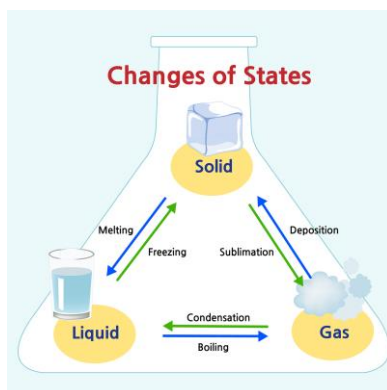 Changes of States
Solid
Melting
Freezing
Sublimation
Deposition
Liquid
Condensation
Boiling
Gas